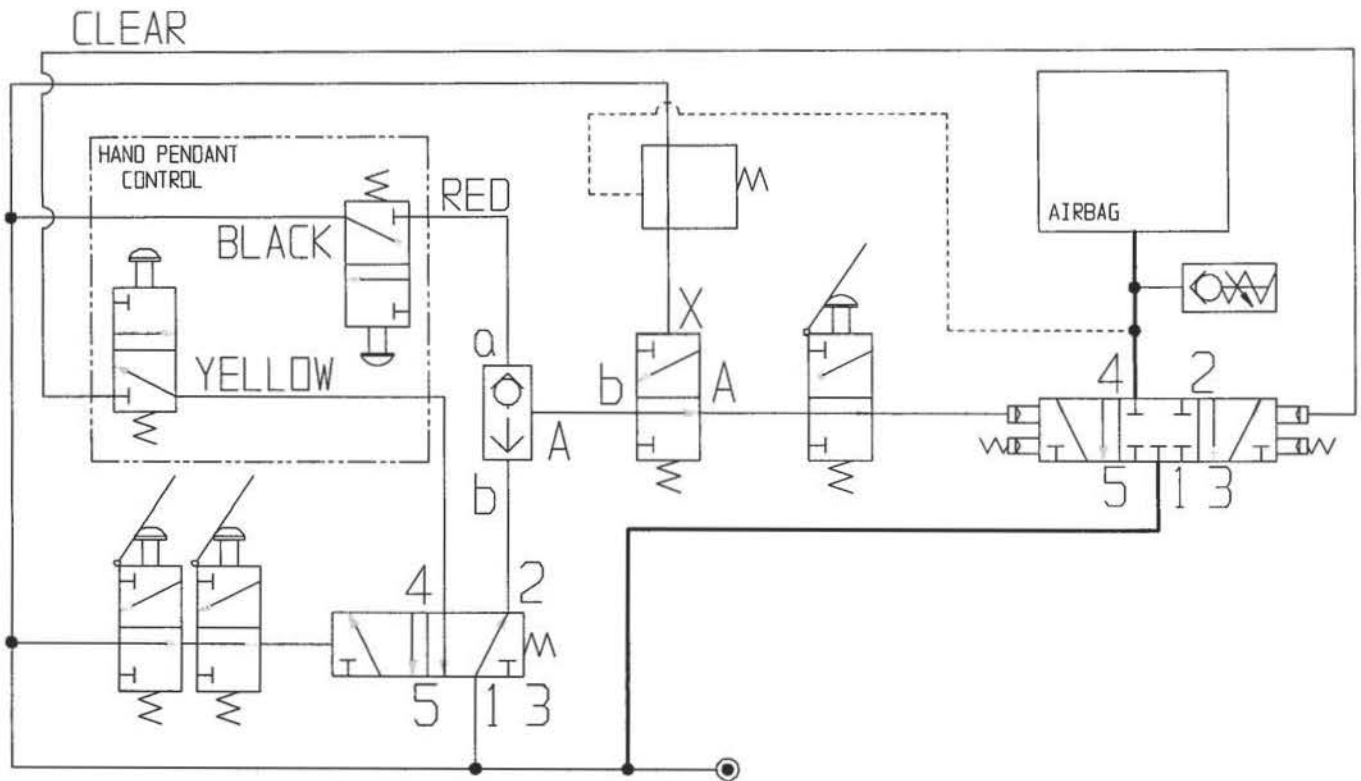 CLEAR
HAND PENDANT
CONTROL
RED
BLACK
AIRBAG
YELLOW
X
a
b
A
4 2
A
b
5 1 3
4 2
5 1 3